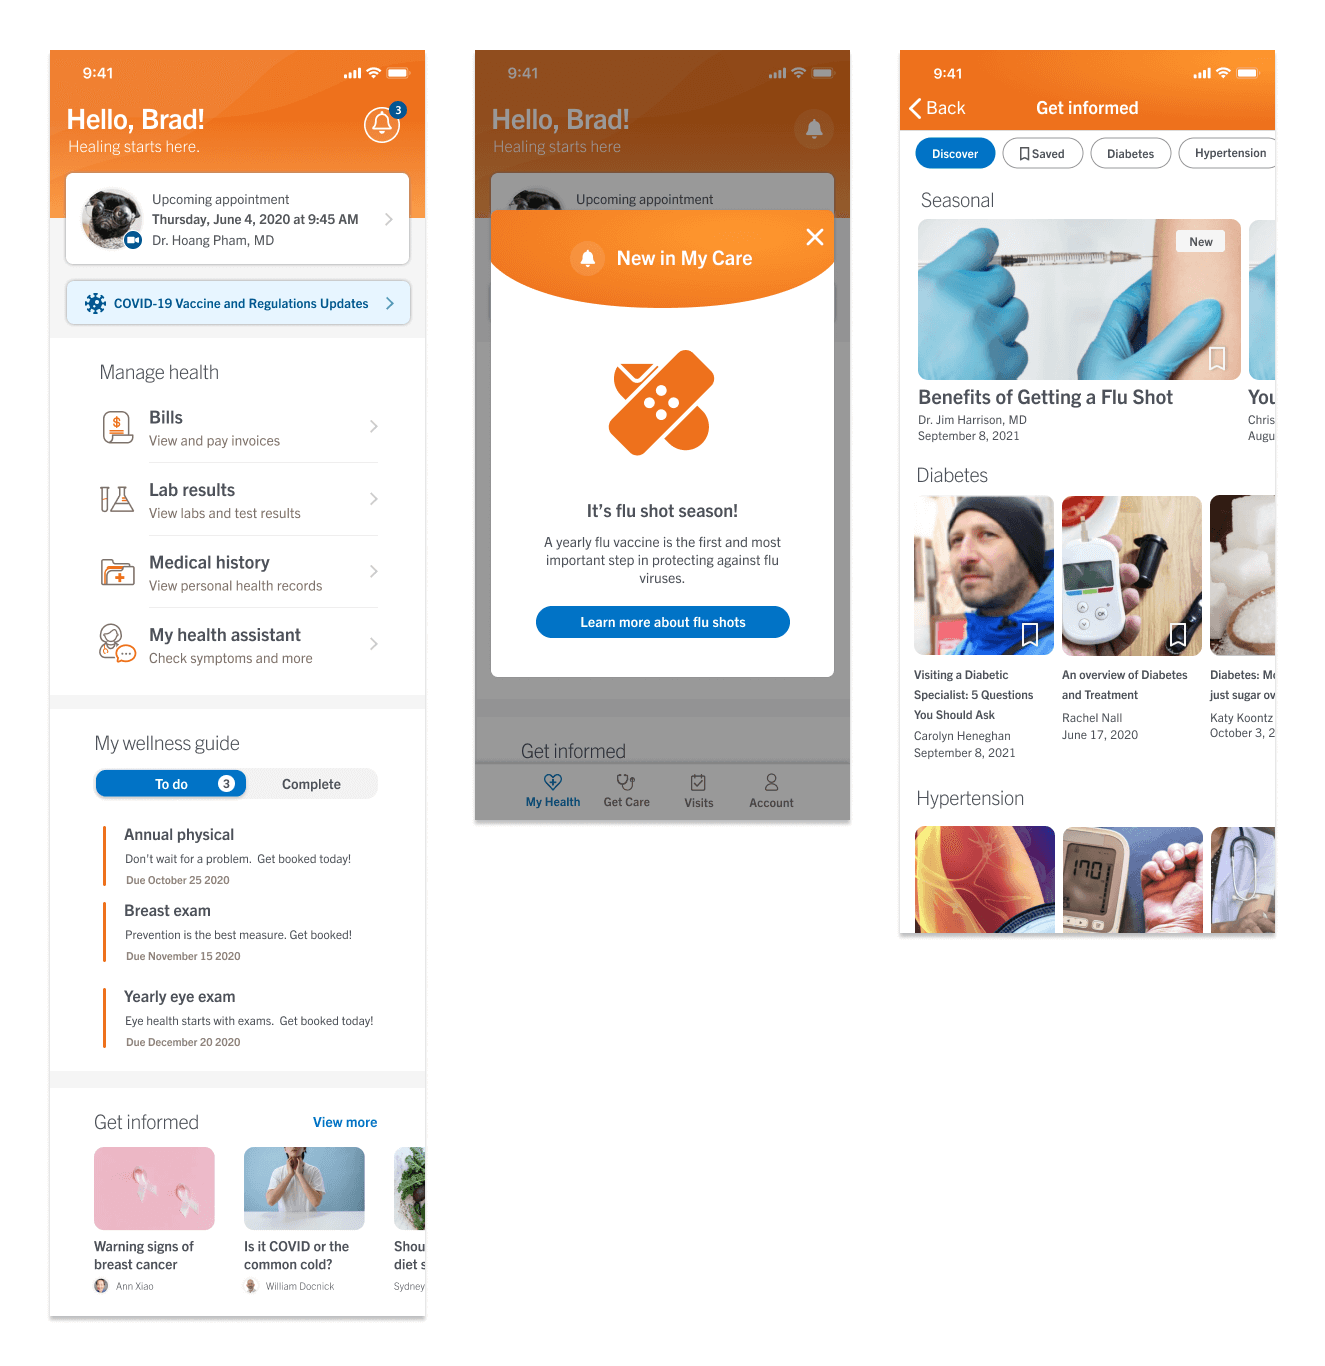 9:41
Hello, Brad!
3
Healing starts here.
Upcoming appointment
Thursday, June 4, 2020 at 9:45 AM
Dr. Hoang Pham, MD
COVID-19 Vaccine and Regulations Updates
Manage health
Bills
View and pay invoices
Lab results
View labs and test results
Medical history
View personal health records
My health assistant
Check symptoms and more
My wellness guide
To do 3 Complete
Annual physical
Don't wait for a problem. Get booked today!
Due October 25 2020
Breast exam
Prevention is the best measure. Get booked!
Due November 15 2020
Yearly eye exam
Eye health starts with exams. Get booked today!
Due December 20 2020
Get informed View more
Warning signs of
breast cancer
Ann Xiao
Is it COVID or the
common cold?
William Docnick
Shou
diet s
Sydney
9:41
Hello, Brad!
Healing starts here
Upcoming appointment
New in My Care
It's flu shot season!
A yearly flu vaccine is the first and most
important step in protecting against flu
viruses.
Learn more about flu shots
Get informed
My Health Get Care Visits Account
9:41
Back Get informed
Discover Saved Diabetes Hypertension
Seasonal
New
Benefits of Getting a Flu Shot
Dr. Jim Harrison, MD
September 8, 2021
You
Chris
Augu
Diabetes
Visiting a Diabetic
Specialist: 5 Questions
You Should Ask
Carolyn Heneghan
September 8, 2021
An overview of Diabetes
and Treatment
Rachel Nall
June 17, 2020
Diabetes: Mo
just sugar ov
Katy Koontz
October 3, 2
Hypertension
170